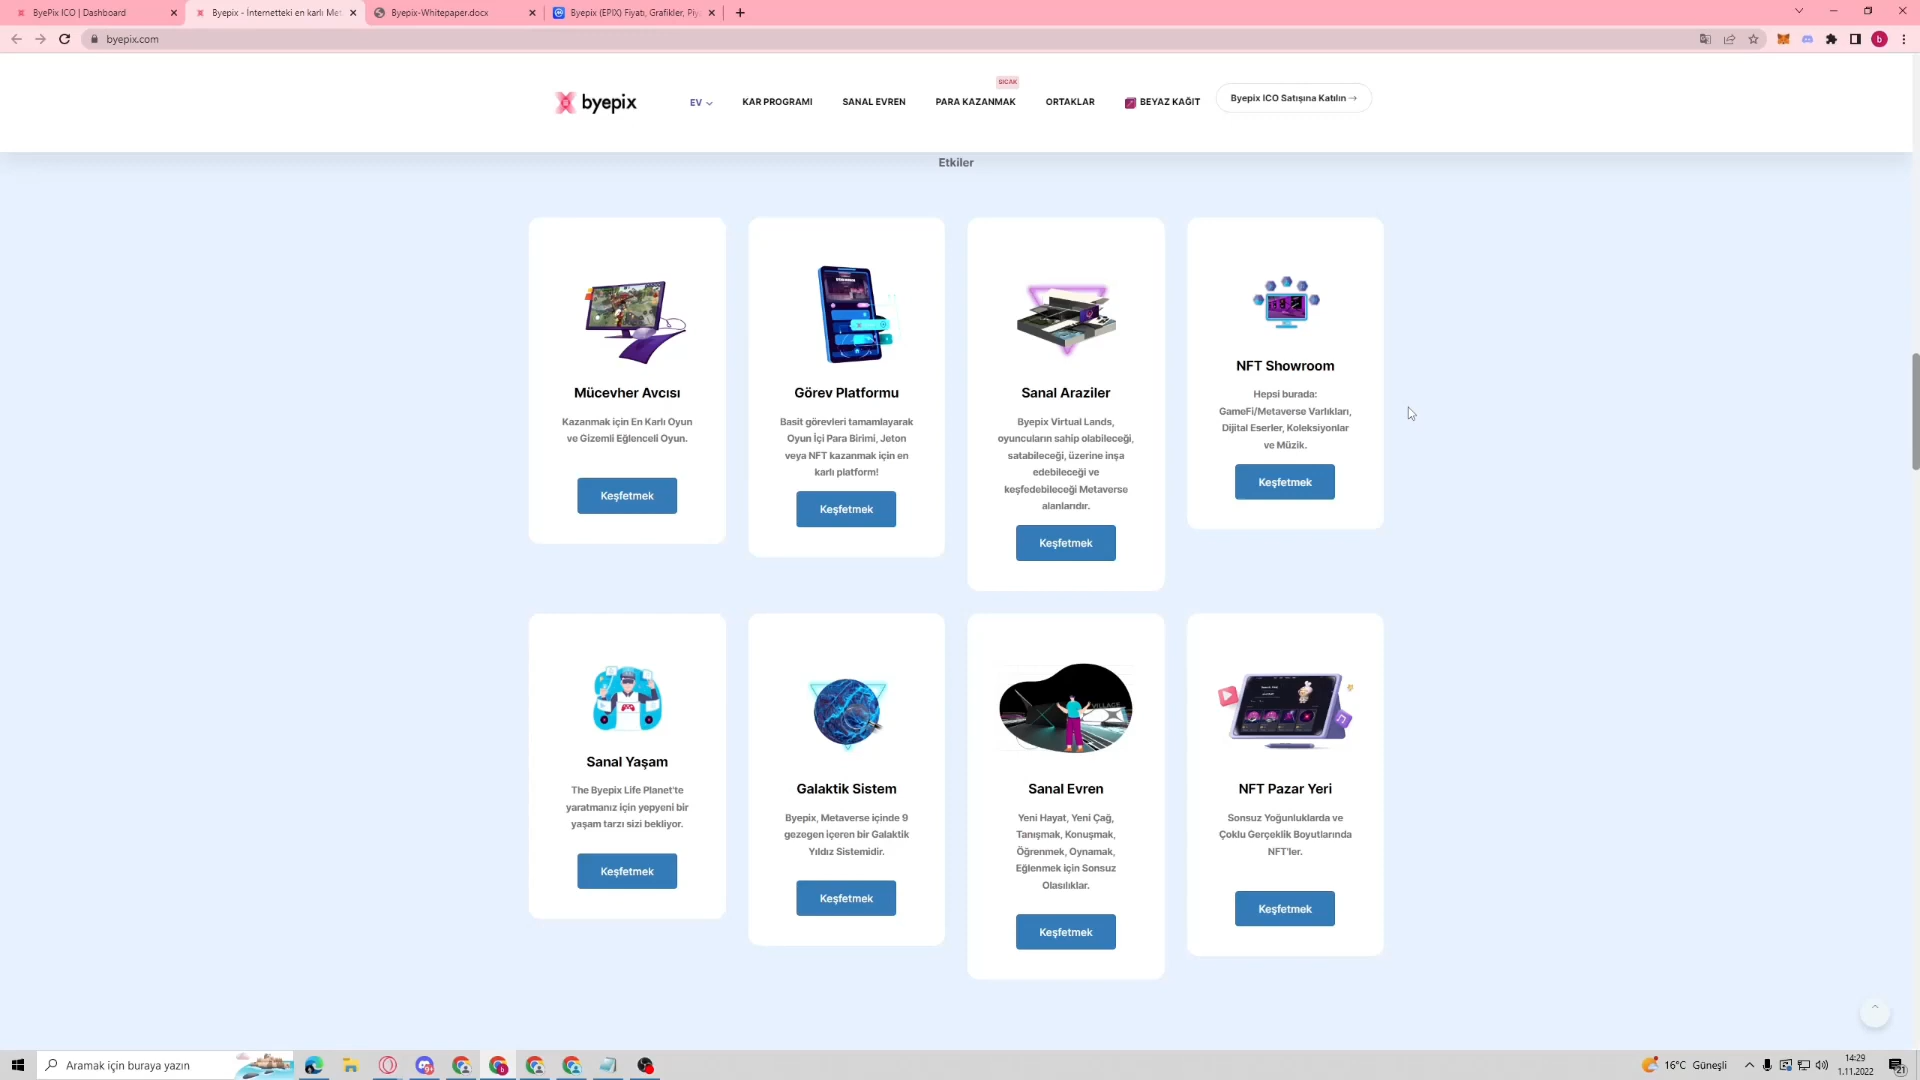 ByePix ICO | Dashboard
Byepix - İnternetteki en karlı Met
Byepix-Whitepaper.docx
Byepix (EPIX) Fiyatı, Grafikler, Piy
byepix.com
b
byepix
EV
KAR PROGRAMI
SANAL EVREN
SICAK
PARA KAZANMAK
ORTAKLAR
BEYAZ KAĞIT
Byepix ICO Satışına Katılın →
Etkiler
Mücevher Avcısı
Kazanmak için En Karlı Oyun
ve Gizemli Eğlenceli Oyun.
Keşfetmek
Görev Platformu
Basit görevleri tamamlayarak
Oyun İçi Para Birimi, Jeton
veya NFT kazanmak için en
karlı platform!
Keşfetmek
Sanal Araziler
Byepix Virtual Lands,
oyuncuların sahip olabileceği,
satabileceği, üzerine inşa
edebileceği ve
keşfedebileceği Metaverse
alanlarıdır.
Keşfetmek
NFT Showroom
Hepsi burada:
GameFi/Metaverse Varlıkları,
Dijital Eserler, Koleksiyonlar
ve Müzik.
Keşfetmek
Sanal Yaşam
The Byepix Life Planet'te
yaratmanız için yepyeni bir
yaşam tarzı sizi bekliyor.
Keşfetmek
Galaktik Sistem
Byepix, Metaverse içinde 9
gezegen içeren bir Galaktik
Yıldız Sistemidir.
Keşfetmek
VILLAGE
Sanal Evren
Yeni Hayat, Yeni Çağ,
Tanışmak, Konuşmak,
Öğrenmek, Oynamak,
Eğlenmek için Sonsuz
Olasılıklar.
Keşfetmek
NFT Pazar Yeri
Sonsuz Yoğunluklarda ve
Çoklu Gerçeklik Boyutlarında
NFT'ler.
Keşfetmek
Aramak için buraya yazın
16°C Güneşli
14:29
1.11.2022
21